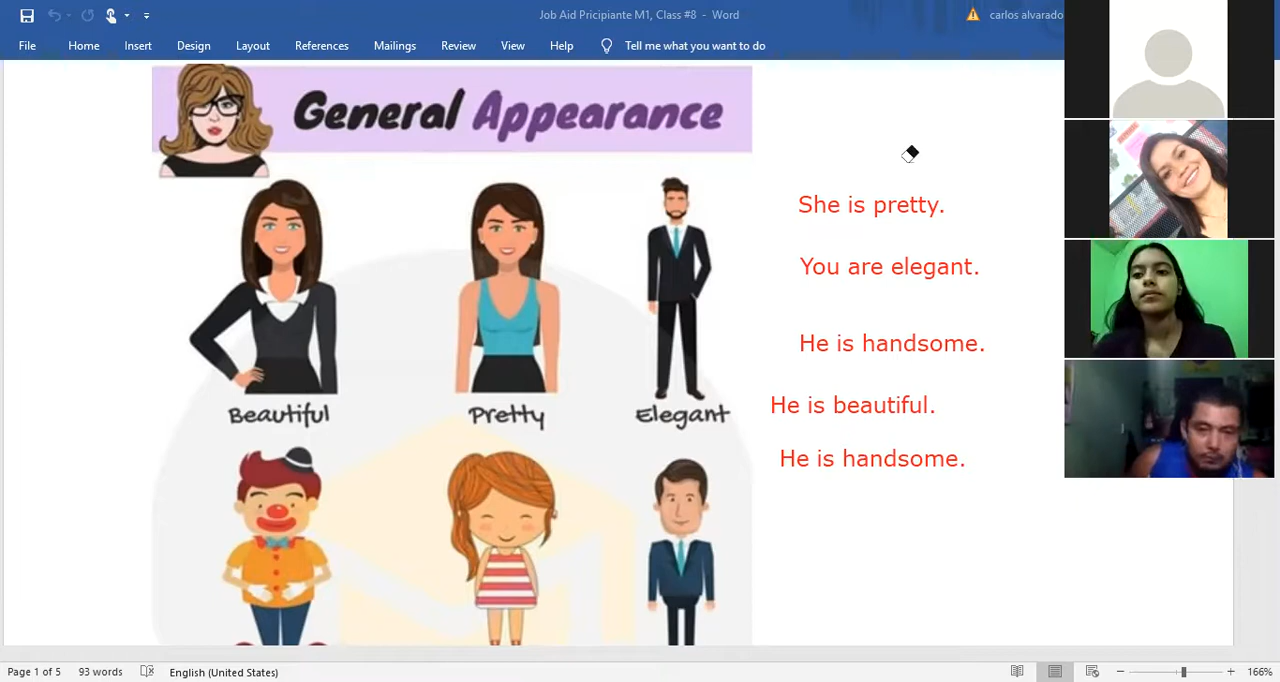 Job Aid Pricipiante M1, Class #8 - Word
carlos alvarado
File Home Insert Design Layout References Mailings Review View Help Tell me what you want to do
General Appearance
She is pretty.
You are elegant.
He is handsome.
He is beautiful.
Beautiful Pretty Elegant
He is handsome.
Page 1 of 5 93 words English (United States) 166%